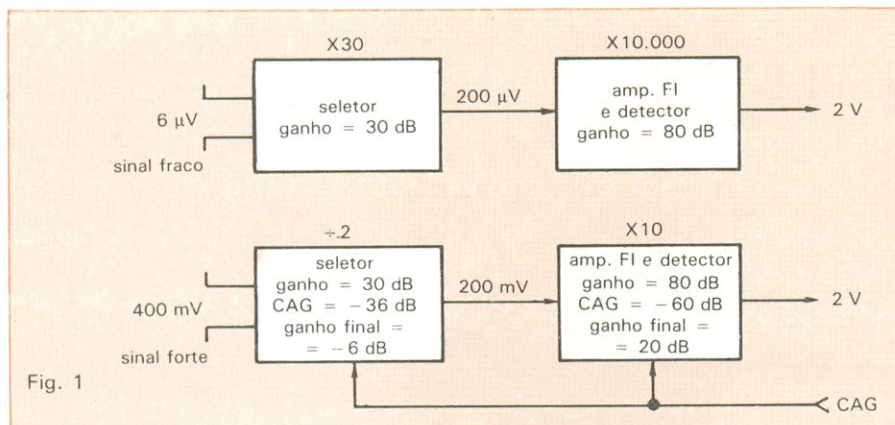 X30
X10.000
6 µV
sinal fraco
seletor
ganho = 30 dB
200 µV
amp. FI
e detector
ganho = 80 dB
2 V
÷.2
X10
400 mV
sinal forte
seletor
ganho = 30 dB
CAG = −36 dB
ganho final =
= −6 dB
200 mV
amp. FI e detector
ganho = 80 dB
CAG = −60 dB
ganho final =
= 20 dB
2 V
Fig. 1
CAG